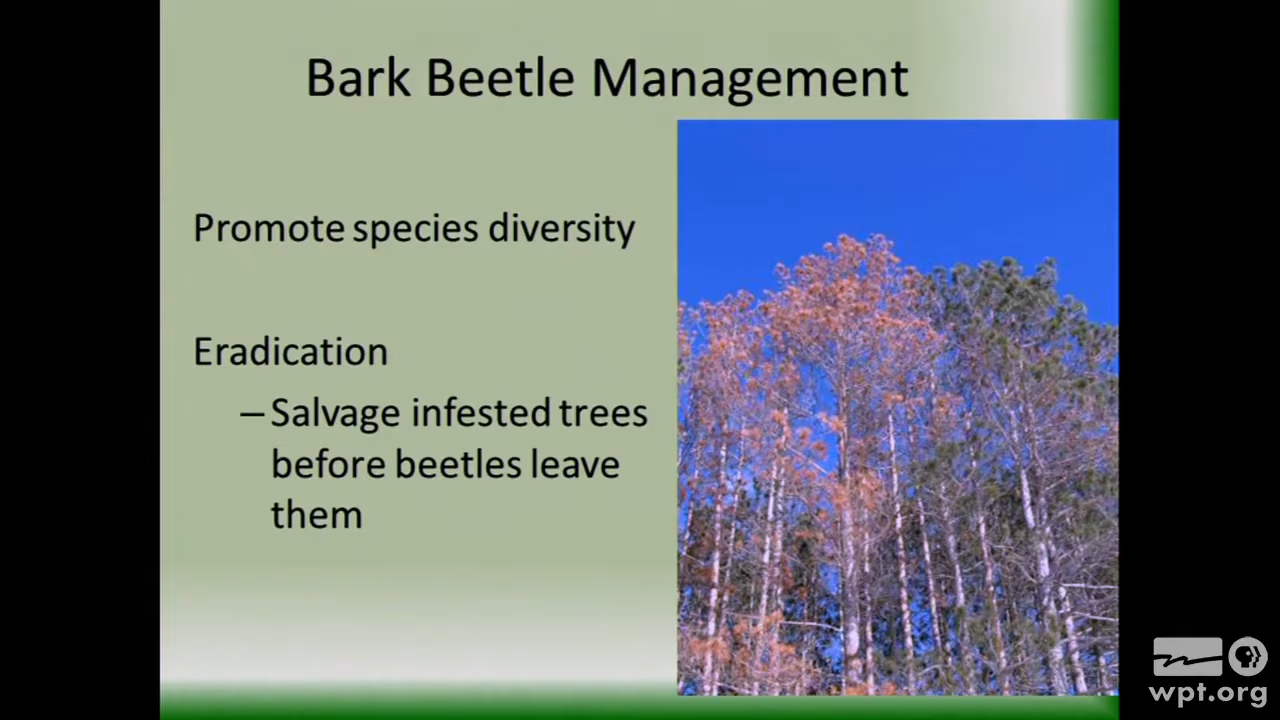 Bark Beetle Management
Promote species diversity
Eradication
– Salvage infested trees
before beetles leave
them
wpt.org